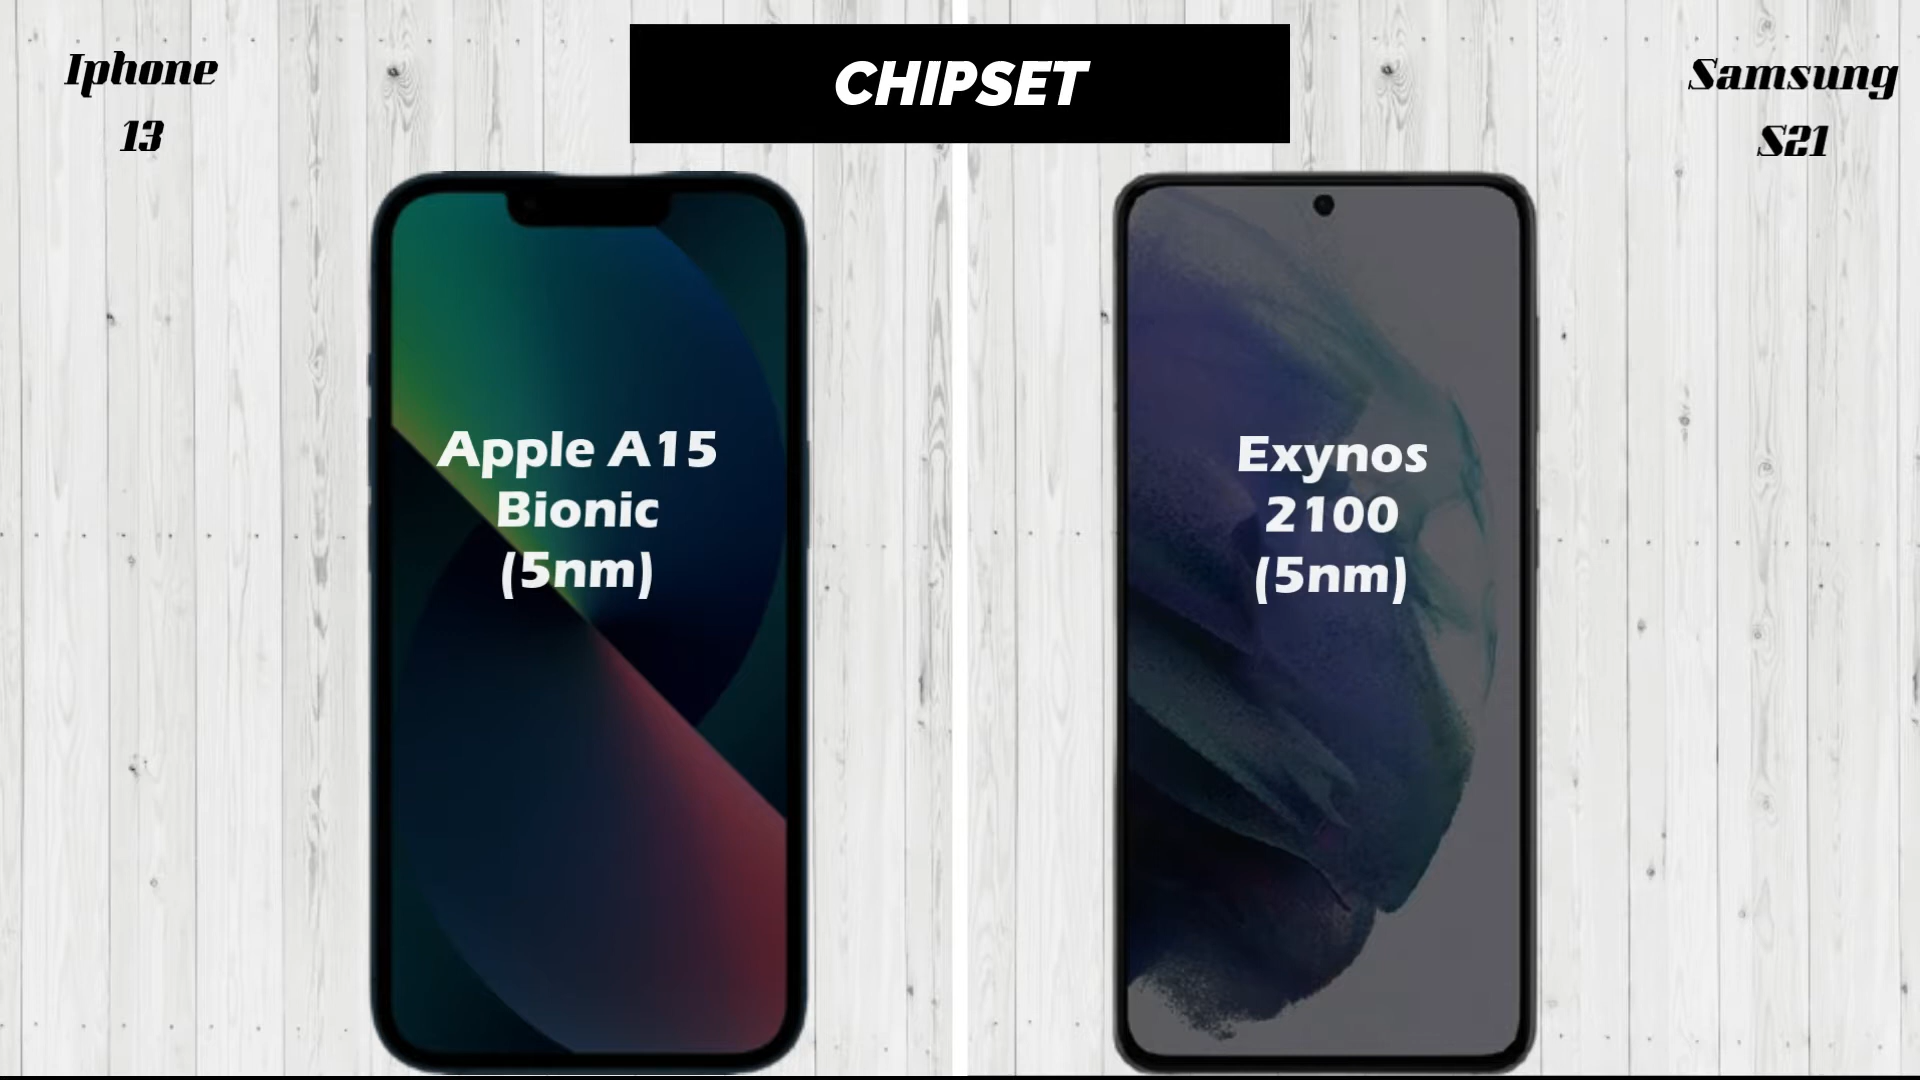 Iphone
13
CHIPSET
Samsung
S21
Apple A15
Bionic
(5nm)
Exynos
2100
(5nm)